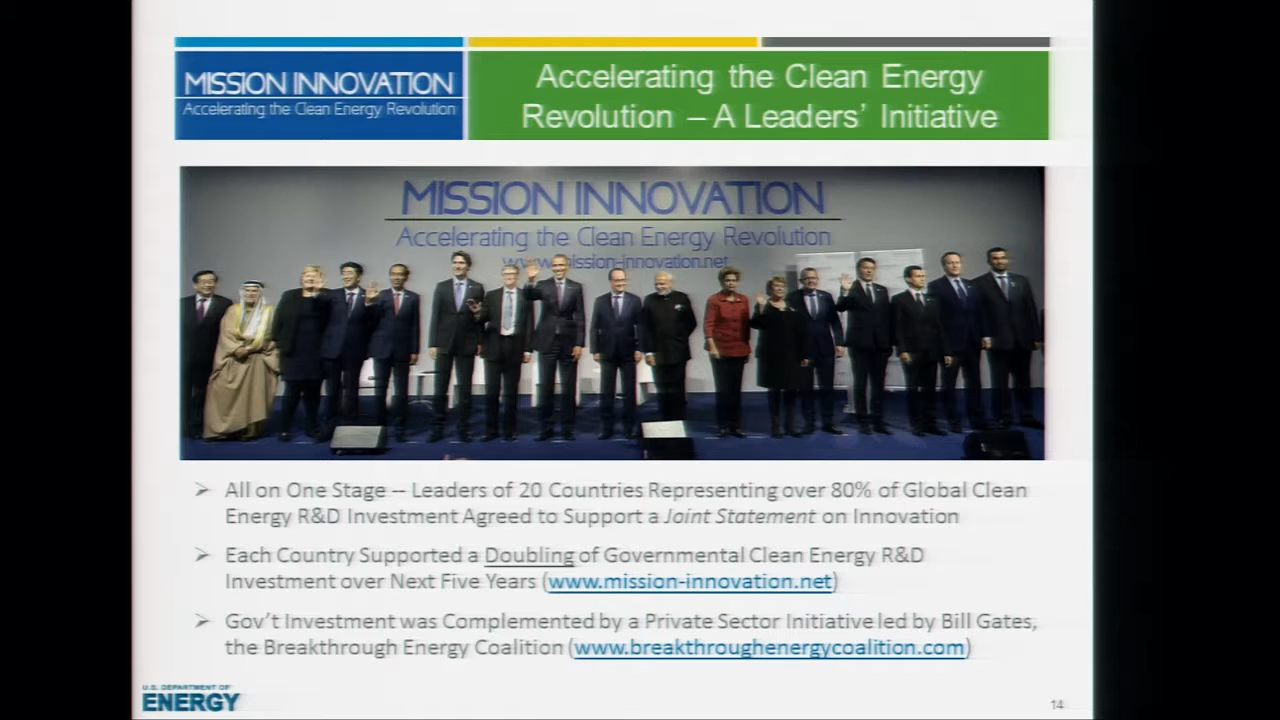 MISSION INNOVATION
Accelerating the Clean Energy Revolution
Accelerating the Clean Energy
Revolution – A Leaders' Initiative
MISSION INNOVATION
Accelerating the Clean Energy Revolution
www.mission-innovation.net
➢ All on One Stage -- Leaders of 20 Countries Representing over 80% of Global Clean
Energy R&D Investment Agreed to Support a Joint Statement on Innovation
➢ Each Country Supported a Doubling of Governmental Clean Energy R&D
Investment over Next Five Years (www.mission-innovation.net)
➢ Gov't Investment was Complemented by a Private Sector Initiative led by Bill Gates,
the Breakthrough Energy Coalition (www.breakthroughenergycoalition.com)
U.S. DEPARTMENT OF
ENERGY
14